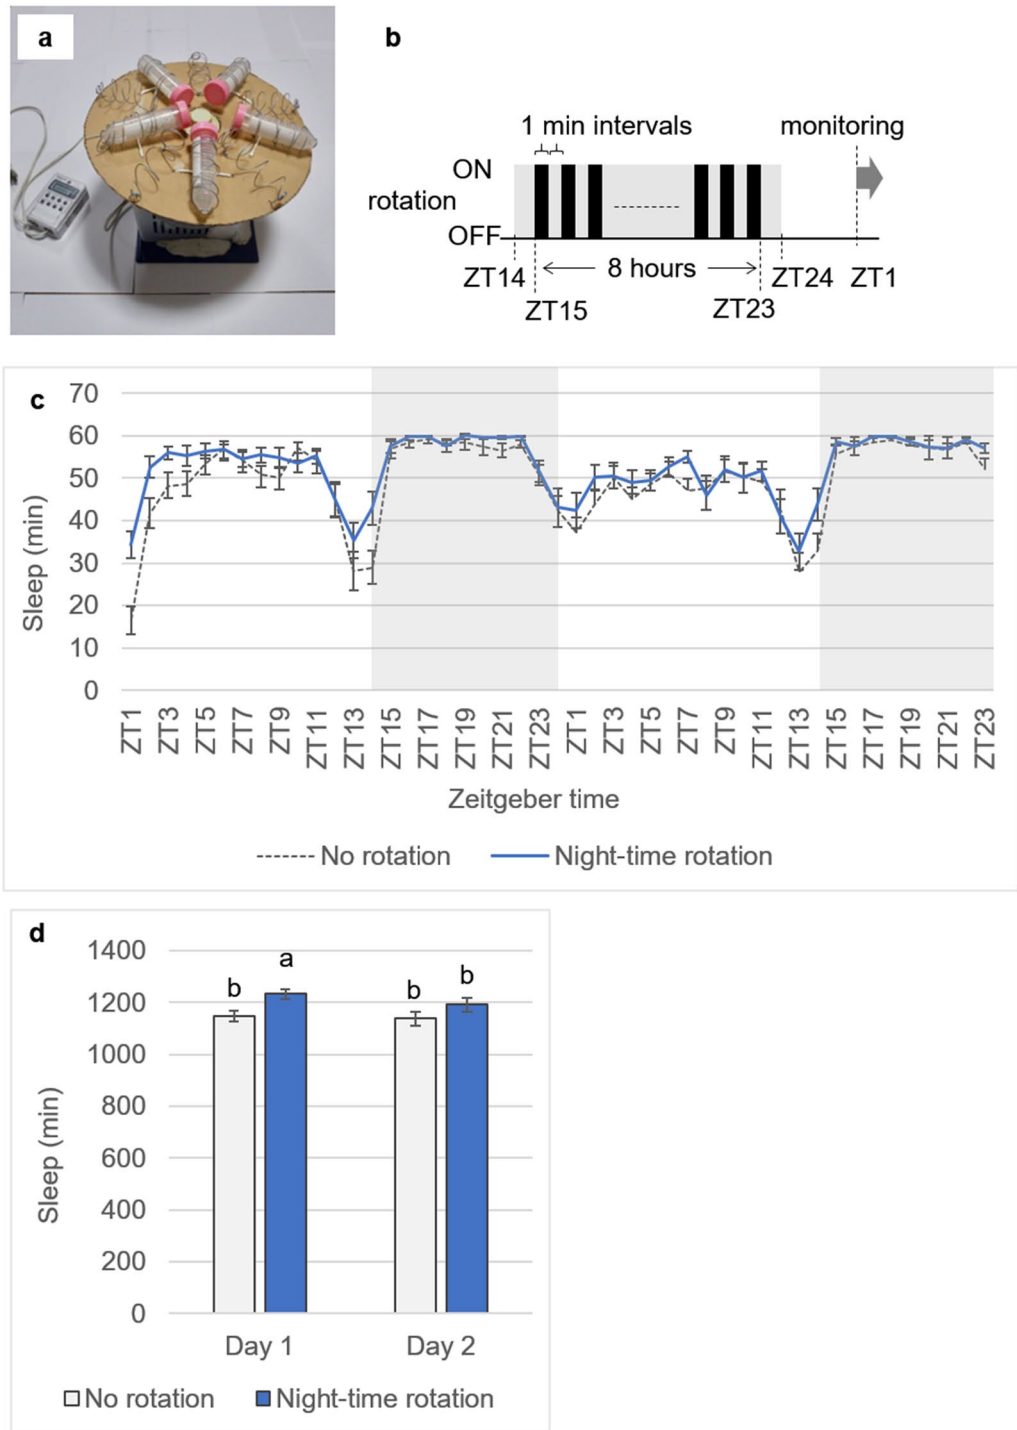 a
b
1 min intervals
monitoring
ON
rotation
OFF
8 hours
ZT14
ZT24
ZT1
ZT15
ZT23
c
70
60
50
40
30
20
10
0
Sleep (min)
ZT1 ZT3 ZT5 ZT7 ZT9 ZT11 ZT13 ZT15 ZT17 ZT19 ZT21 ZT23 ZT1 ZT3 ZT5 ZT7 ZT9 ZT11 ZT13 ZT15 ZT17 ZT19 ZT21 ZT23
Zeitgeber time
No rotation
Night-time rotation
d
1400
1200
1000
800
600
400
200
0
Sleep (min)
b
a
b
b
Day 1
Day 2
No rotation
Night-time rotation